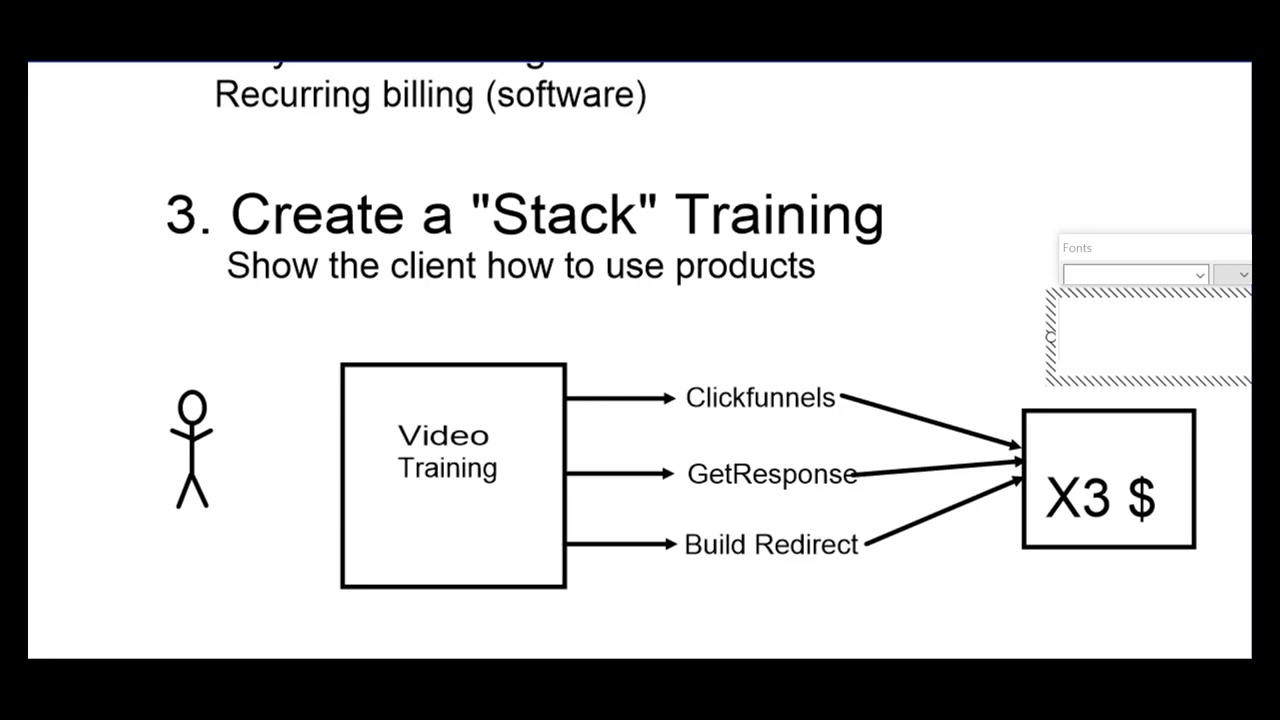 Recurring billing (software)
3. Create a "Stack" Training
Show the client how to use products
Fonts
Video
Training
Clickfunnels
GetResponse
Build Redirect
X3 $